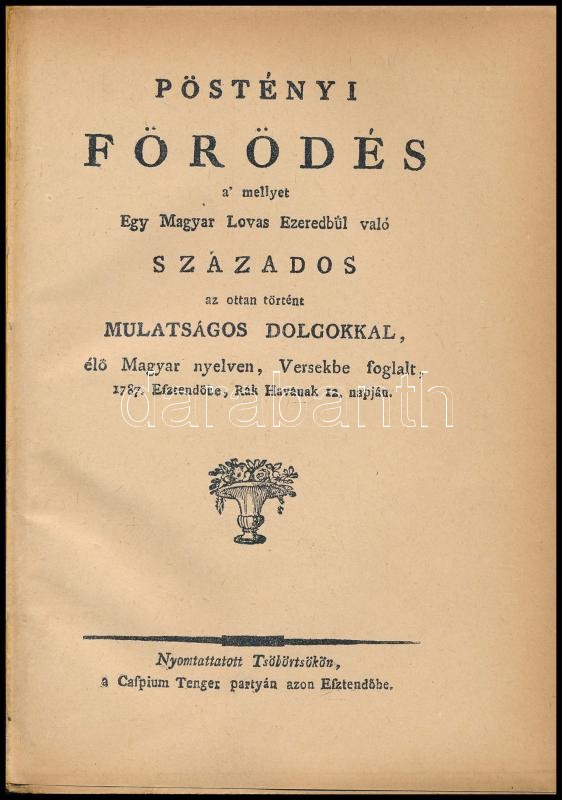 PÖSTÉNYI
FÖRÖDÉS
a' mellyet
Egy Magyar Lovas Ezeredbül való
SZÁZADOS
az ottan történt
MULATSÁGOS DOLGOKKAL,
élő Magyar nyelven, Versekbe foglalt,
1787. Eſztendőbe, Rák Havának 12. napján.
darabanth
Nyomtattatott Tsöbörtsökön,
a Caſpium Tenger partyán azon Eſztendőbe.